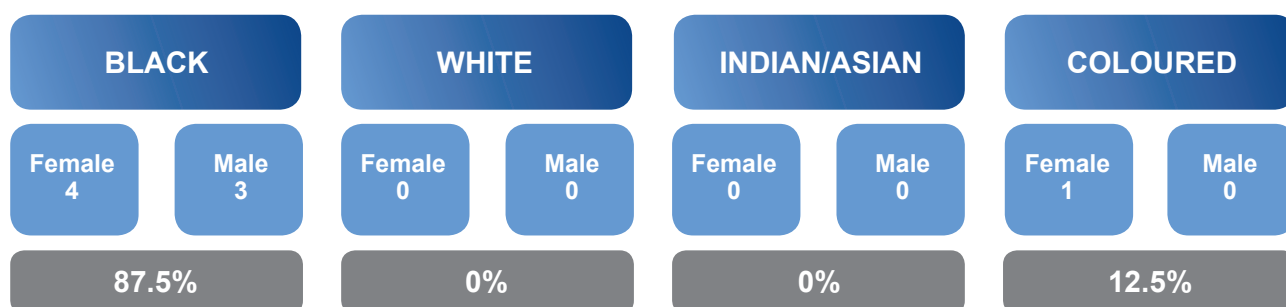 BLACK
WHITE
INDIAN/ASIAN
COLOURED
Female
4
Male
3
Female
0
Male
0
Female
0
Male
0
Female
1
Male
0
87.5%
0%
0%
12.5%